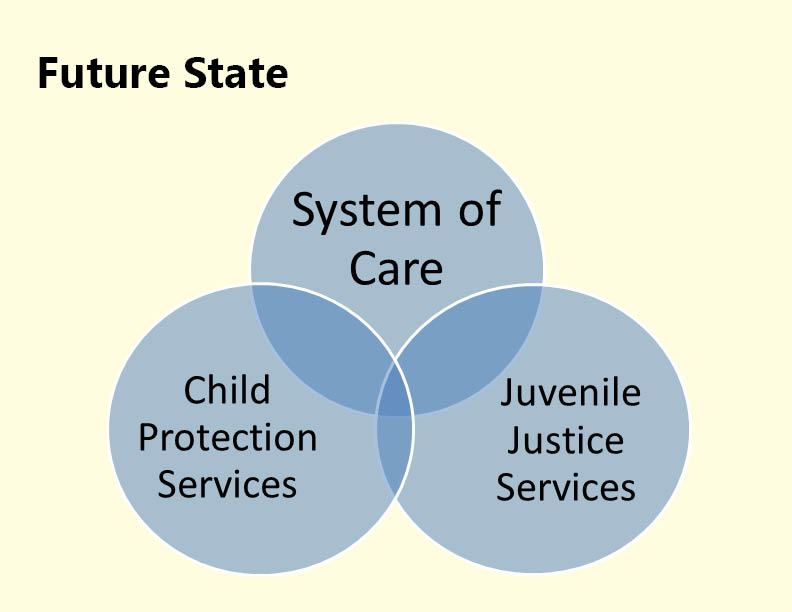 Future State
System of
Care
Child
Protection
Services
Juvenile
Justice
Services